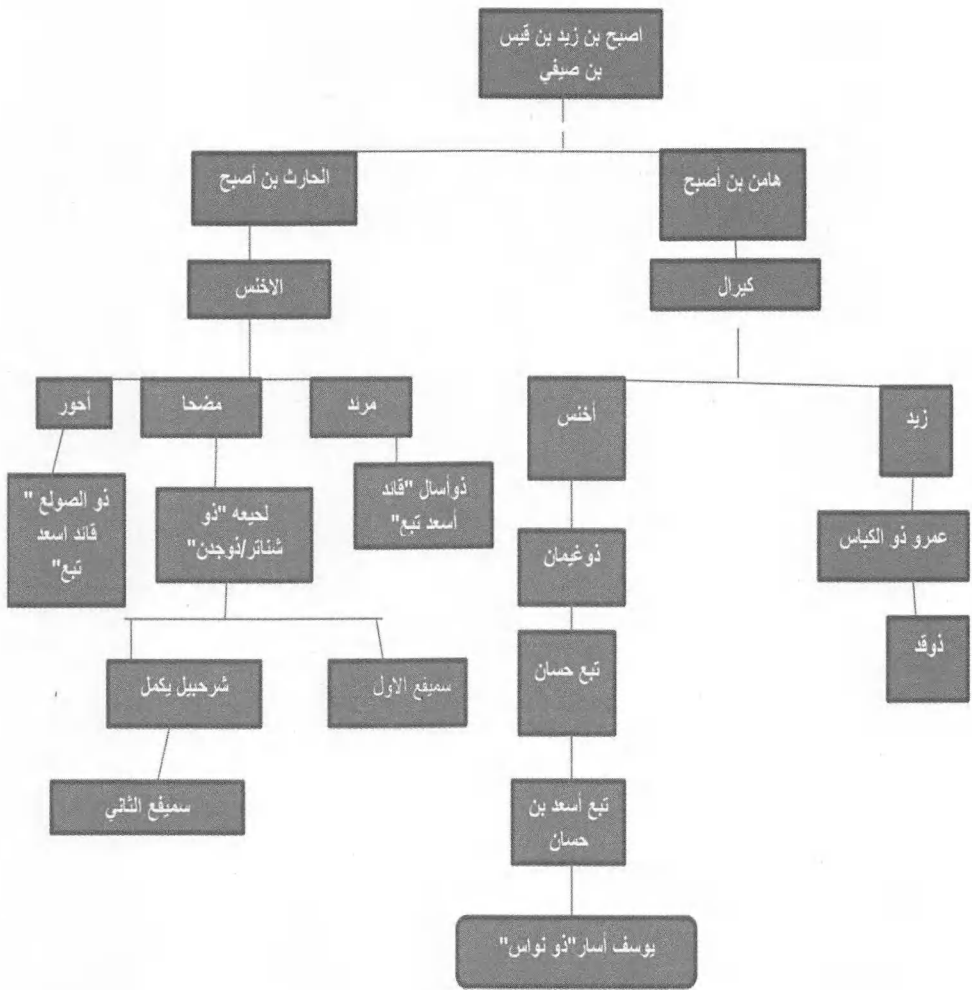 اصبح بن زيد بن قيس
بن صيفي
هامن بن أصبح
الحارث بن أصبح
كيرال
الاخنس
زيد
أخنس
مرثد
مضحا
أحور
عمرو ذو الكباس
ذوغيمان
ذوأسال "قائد
أسعد تبع"
لحيعه "ذو
شناتر/ذوجدن"
ذو الصولع "
قائد اسعد
تبع"
ذوقد
تبع حسان
سميفع الاول
شرحبيل يكمل
سميفع الثاني
تبع أسعد بن
حسان
يوسف أسار"ذو نواس"